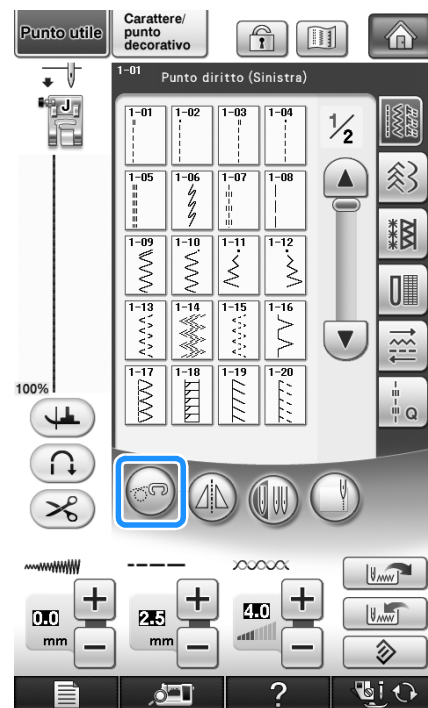 Punto utile
Carattere/
punto
decorativo
1-01 Punto diritto (Sinistra)
J
1-01 1-02 1-03 1-04
1/2
1-05 1-06 1-07 1-08
1-09 1-10 1-11 1-12
1-13 1-14 1-15 1-16
1-17 1-18 1-19 1-20
100%
Q
0.0 2.5 4.0
mm mm
?